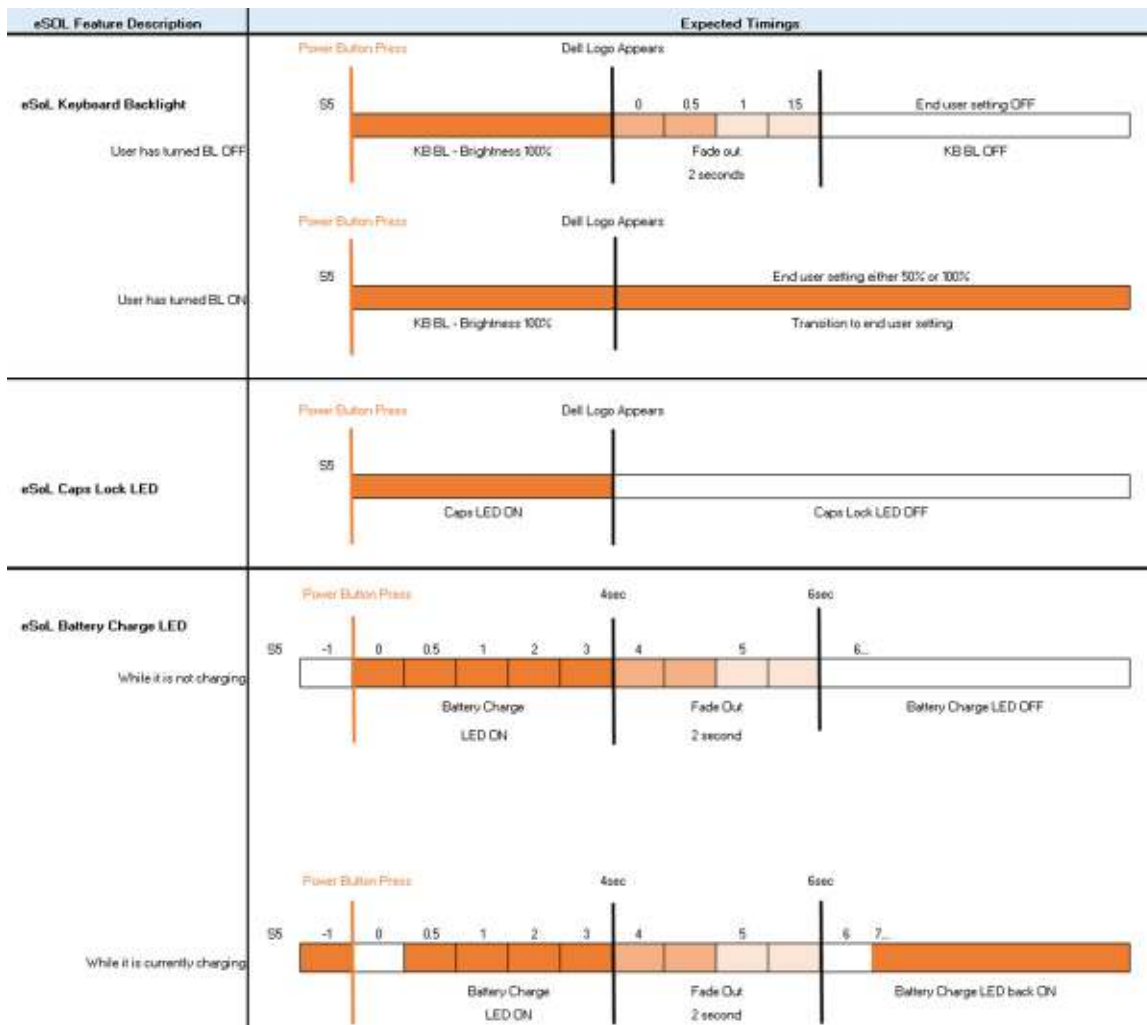 eSOL Feature Description
Expected Timings
Power Button Press
Dell Logo Appears
eSoL Keyboard Backlight
S5
0 0.5 1 15
End user setting OFF
User has turned BL OFF
KB BL - Brightness 100%
Fade out
KB BL OFF
2 seconds
Power Button Press
Dell Logo Appears
S5
End user setting either 50% or 100%
User has turned BL ON
KB BL - Brightness 100%
Transition to end user setting
Power Button Press
Dell Logo Appears
S5
eSoL Caps Lock LED
Caps LED ON
Caps Lock LED OFF
Power Button Press
4sec
6sec
eSoL Battery Charge LED
S5
-1 0 0.5 1 2 3 4 5 6...
While it is not charging
Battery Charge
Fade Out
Battery Charge LED OFF
LED ON
2 second
Power Button Press
4sec
6sec
S5
-1 0 0.5 1 2 3 4 5 6 7...
While it is currently charging
Battery Charge
Fade Out
Battery Charge LED back ON
LED ON
2 second